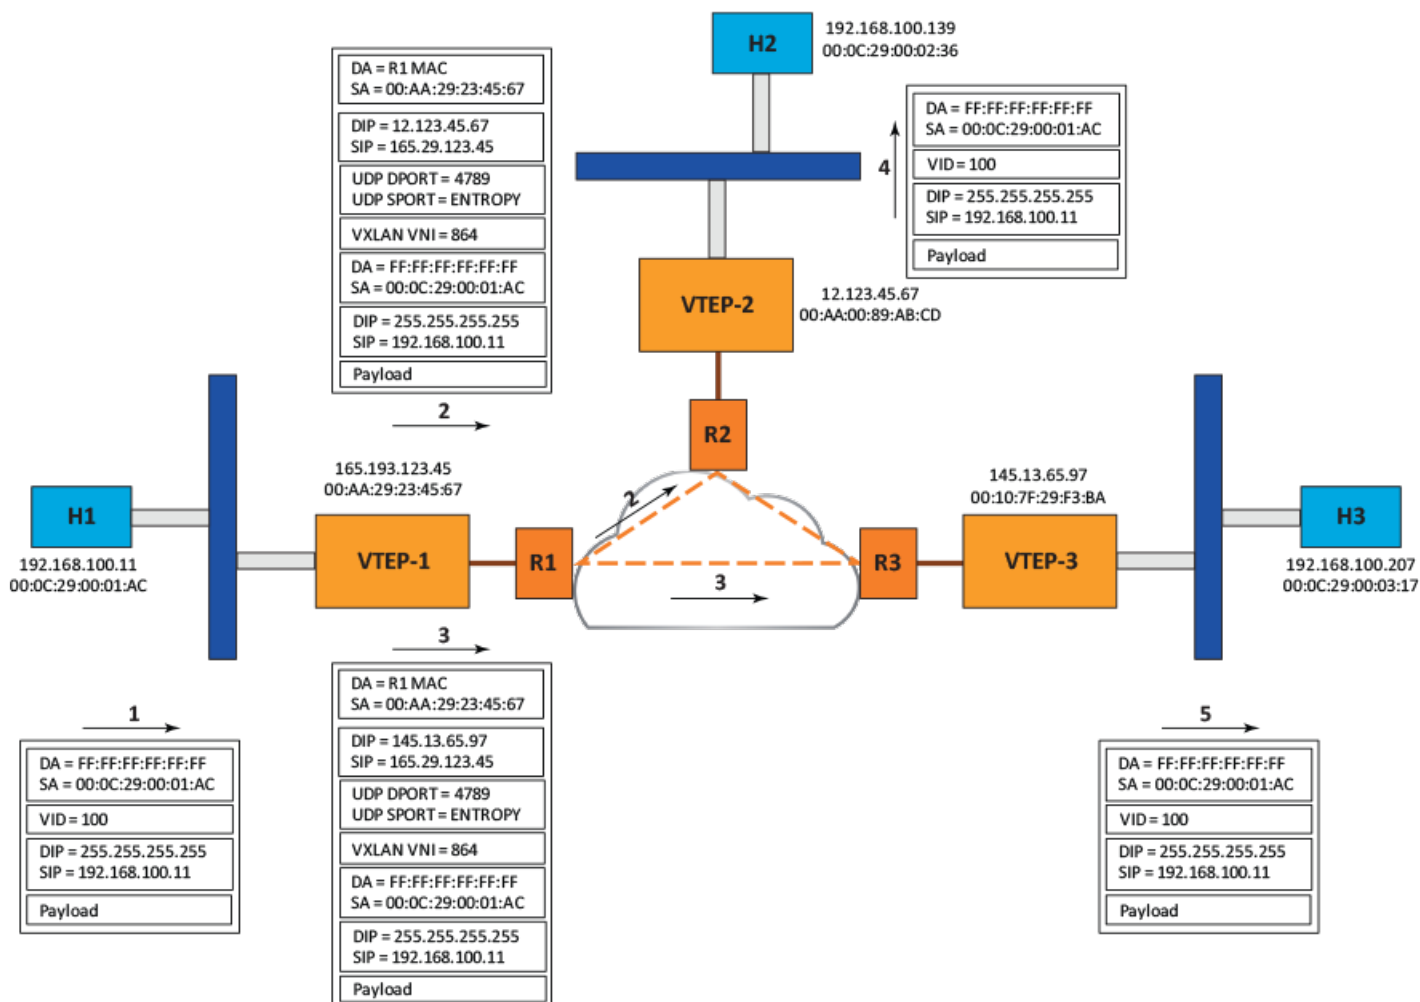 H2
192.168.100.139
00:0C:29:00:02:36
DA = R1 MAC
SA = 00:AA:29:23:45:67
DIP = 12.123.45.67
SIP = 165.29.123.45
UDP DPORT = 4789
UDP SPORT = ENTROPY
VXLAN VNI = 864
DA = FF:FF:FF:FF:FF:FF
SA = 00:0C:29:00:01:AC
DIP = 255.255.255.255
SIP = 192.168.100.11
Payload
2
4
DA = FF:FF:FF:FF:FF:FF
SA = 00:0C:29:00:01:AC
VID = 100
DIP = 255.255.255.255
SIP = 192.168.100.11
Payload
VTEP-2
12.123.45.67
00:AA:00:89:AB:CD
R2
165.193.123.45
00:AA:29:23:45:67
H1
192.168.100.11
00:0C:29:00:01:AC
VTEP-1
R1
2
3
R3
145.13.65.97
00:10:7F:29:F3:BA
VTEP-3
H3
192.168.100.207
00:0C:29:00:03:17
1
DA = FF:FF:FF:FF:FF:FF
SA = 00:0C:29:00:01:AC
VID = 100
DIP = 255.255.255.255
SIP = 192.168.100.11
Payload
3
DA = R1 MAC
SA = 00:AA:29:23:45:67
DIP = 145.13.65.97
SIP = 165.29.123.45
UDP DPORT = 4789
UDP SPORT = ENTROPY
VXLAN VNI = 864
DA = FF:FF:FF:FF:FF:FF
SA = 00:0C:29:00:01:AC
DIP = 255.255.255.255
SIP = 192.168.100.11
Payload
5
DA = FF:FF:FF:FF:FF:FF
SA = 00:0C:29:00:01:AC
VID = 100
DIP = 255.255.255.255
SIP = 192.168.100.11
Payload